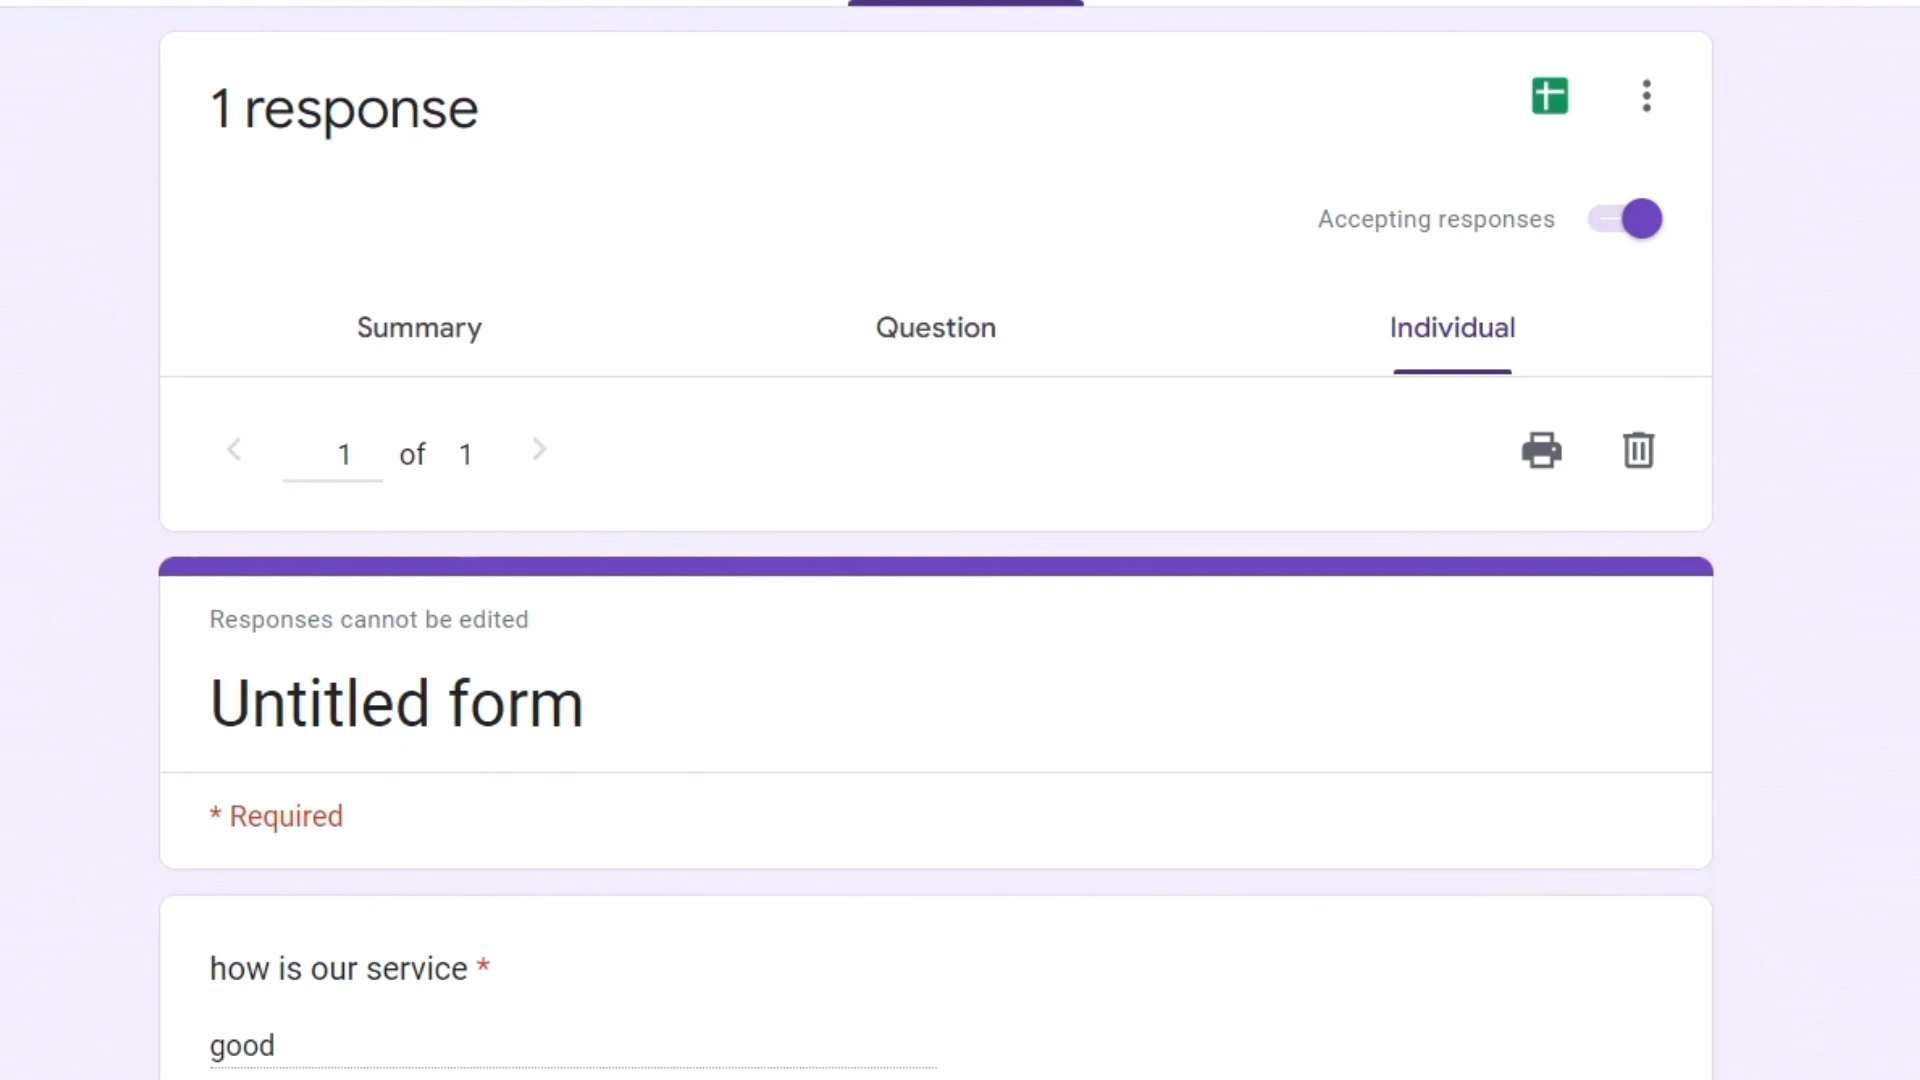 1 response
Accepting responses
Summary
Question
Individual
1 of 1
Responses cannot be edited
Untitled form
* Required
how is our service *
good